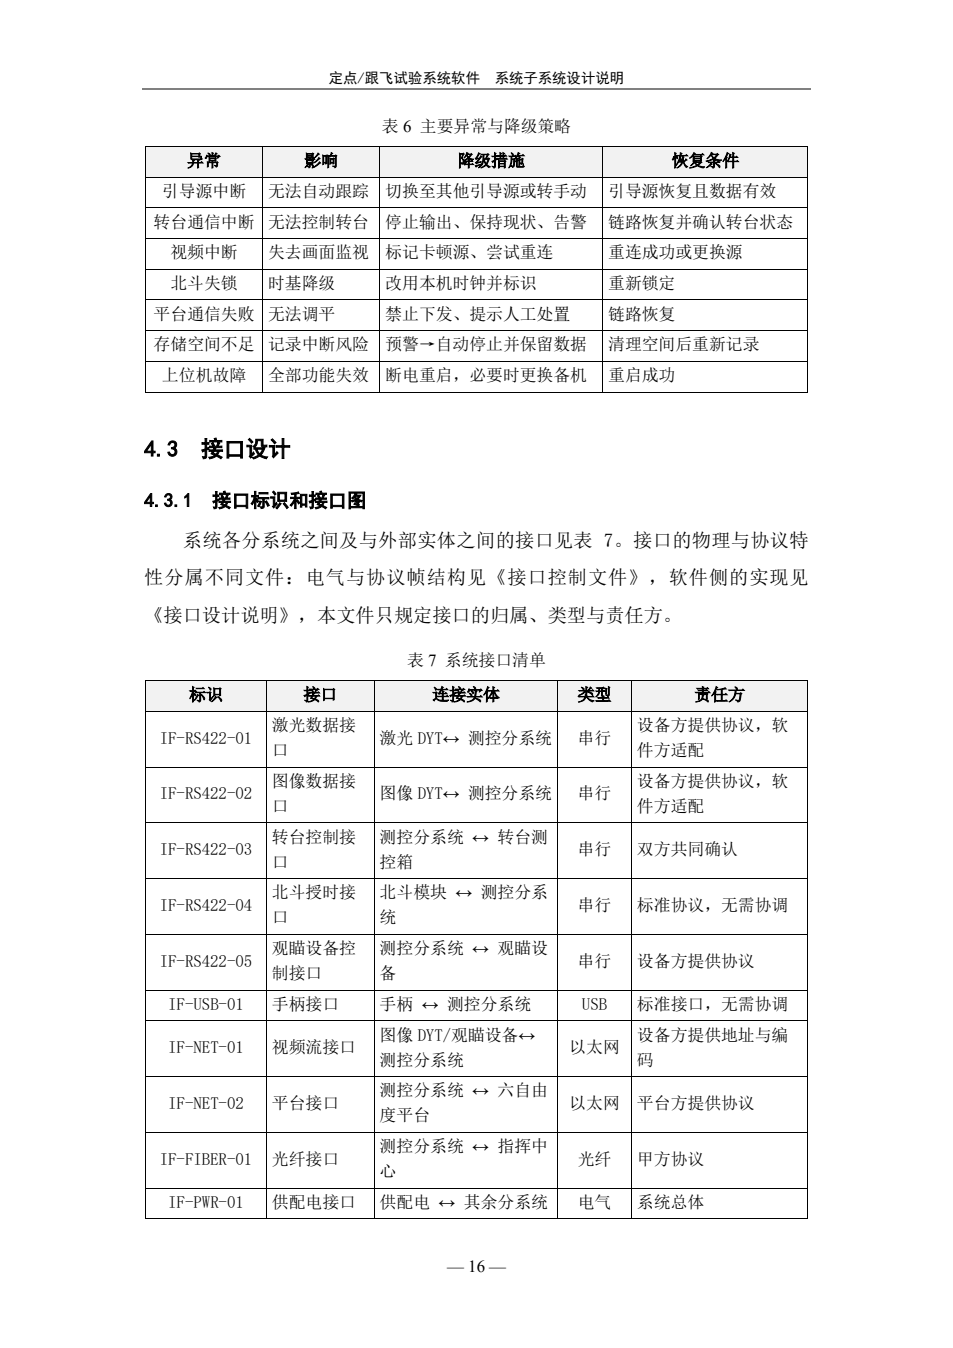 定点/跟飞试验系统软件　系统子系统设计说明
表 6 主要异常与降级策略
异常 影响 降级措施 恢复条件
引导源中断 无法自动跟踪 切换至其他引导源或转手动 引导源恢复且数据有效
转台通信中断 无法控制转台 停止输出、保持现状、告警 链路恢复并确认转台状态
视频中断 失去画面监视 标记卡顿源、尝试重连 重连成功或更换源
北斗失锁 时基降级 改用本机时钟并标识 重新锁定
平台通信失败 无法调平 禁止下发、提示人工处置 链路恢复
存储空间不足 记录中断风险 预警→自动停止并保留数据 清理空间后重新记录
上位机故障 全部功能失效 断电重启，必要时更换备机 重启成功
4.3　接口设计
4.3.1　接口标识和接口图
系统各分系统之间及与外部实体之间的接口见表 7。接口的物理与协议特
性分属不同文件：电气与协议帧结构见《接口控制文件》，软件侧的实现见
《接口设计说明》，本文件只规定接口的归属、类型与责任方。
表 7 系统接口清单
标识 接口 连接实体 类型 责任方
IF-RS422-01 激光数据接口 激光 DYT↔ 测控分系统 串行 设备方提供协议，软件方适配
IF-RS422-02 图像数据接口 图像 DYT↔ 测控分系统 串行 设备方提供协议，软件方适配
IF-RS422-03 转台控制接口 测控分系统 ↔ 转台测控箱 串行 双方共同确认
IF-RS422-04 北斗授时接口 北斗模块 ↔ 测控分系统 串行 标准协议，无需协调
IF-RS422-05 观瞄设备控制接口 测控分系统 ↔ 观瞄设备 串行 设备方提供协议
IF-USB-01 手柄接口 手柄 ↔ 测控分系统 USB 标准接口，无需协调
IF-NET-01 视频流接口 图像 DYT/观瞄设备↔ 测控分系统 以太网 设备方提供地址与编码
IF-NET-02 平台接口 测控分系统 ↔ 六自由度平台 以太网 平台方提供协议
IF-FIBER-01 光纤接口 测控分系统 ↔ 指挥中心 光纤 甲方协议
IF-PWR-01 供配电接口 供配电 ↔ 其余分系统 电气 系统总体
— 16 —